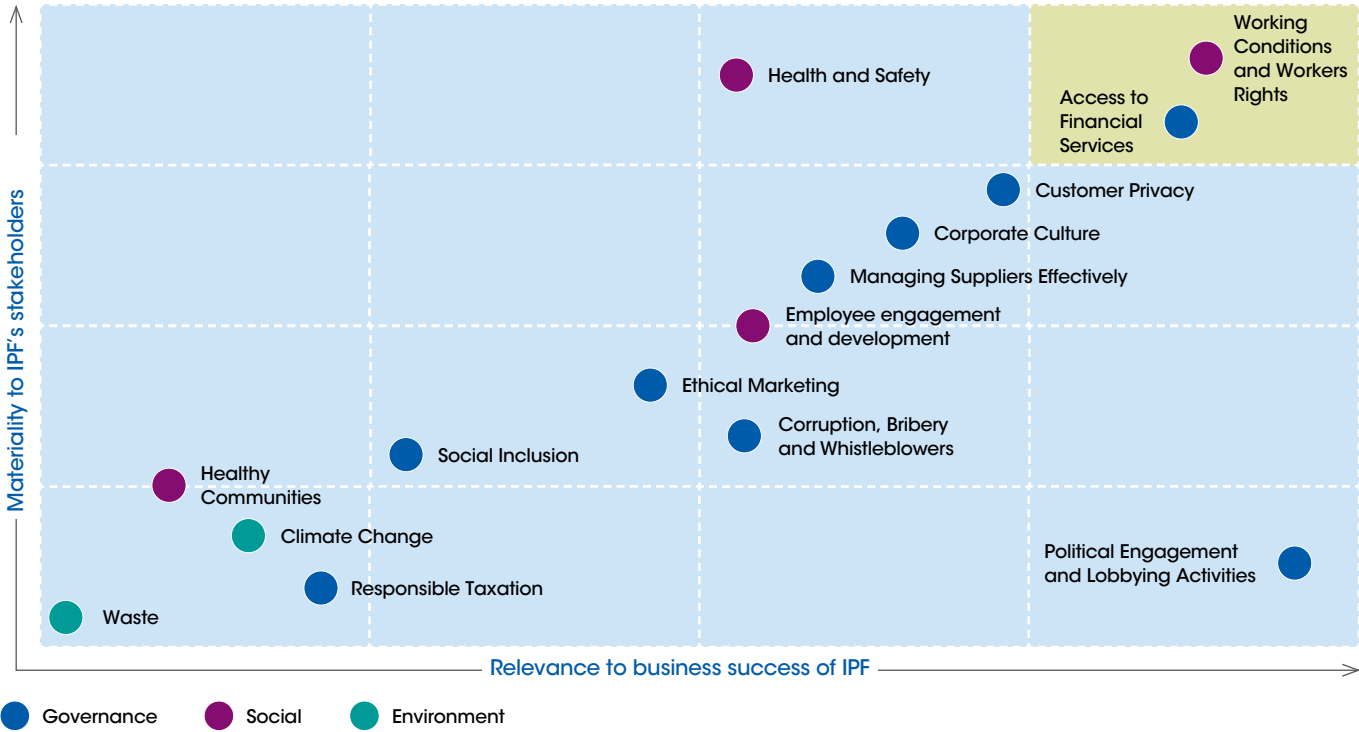 Materiality to IPF's stakeholders
Working
Conditions
and Workers
Rights
Health and Safety
Access to
Financial
Services
Customer Privacy
Corporate Culture
Managing Suppliers Effectively
Employee engagement
and development
Ethical Marketing
Corruption, Bribery
and Whistleblowers
Social Inclusion
Healthy
Communities
Climate Change
Political Engagement
and Lobbying Activities
Responsible Taxation
Waste
Relevance to business success of IPF
Governance
Social
Environment